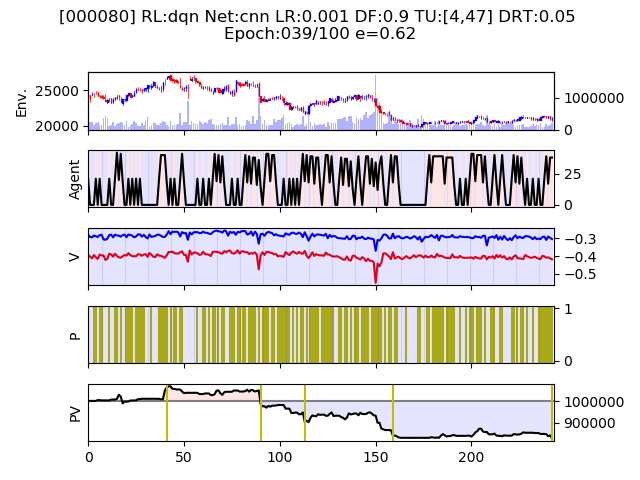 [000080] RL:dqn Net:cnn LR:0.001 DF:0.9 TU:[4,47] DRT:0.05
Epoch:039/100 e=0.62
Env.
25000
20000
1000000
0
Agent
25
0
V
−0.3
−0.4
−0.5
P
1
0
PV
1000000
900000
0
50
100
150
200